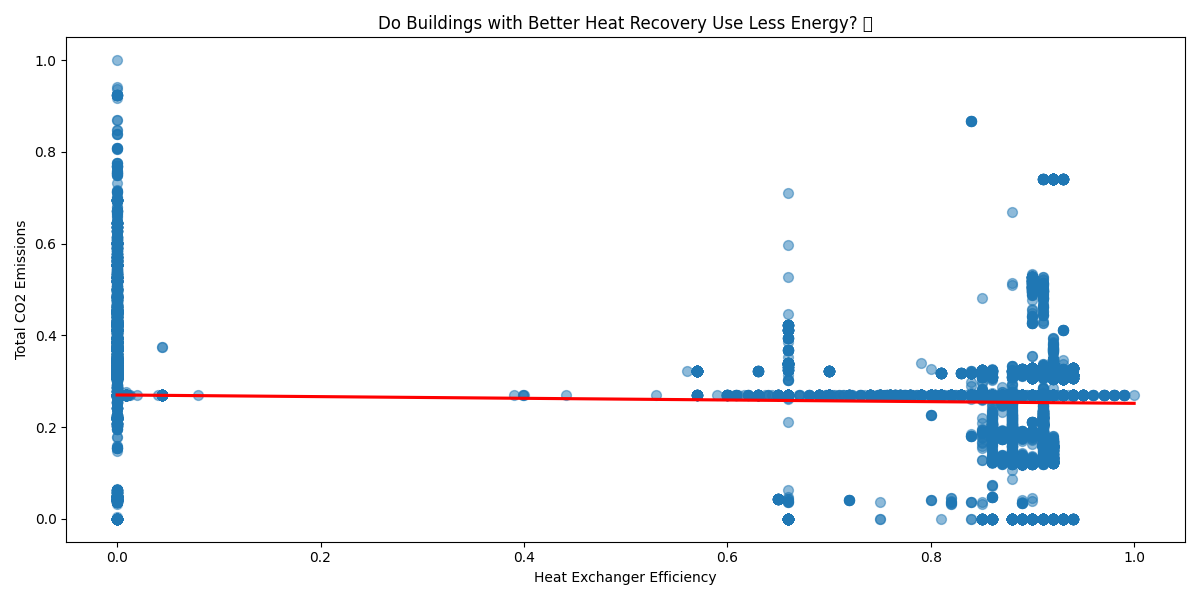 Do Buildings with Better Heat Recovery Use Less Energy?
Total CO2 Emissions
1.0
0.8
0.6
0.4
0.2
0.0
0.0 0.2 0.4 0.6 0.8 1.0
Heat Exchanger Efficiency